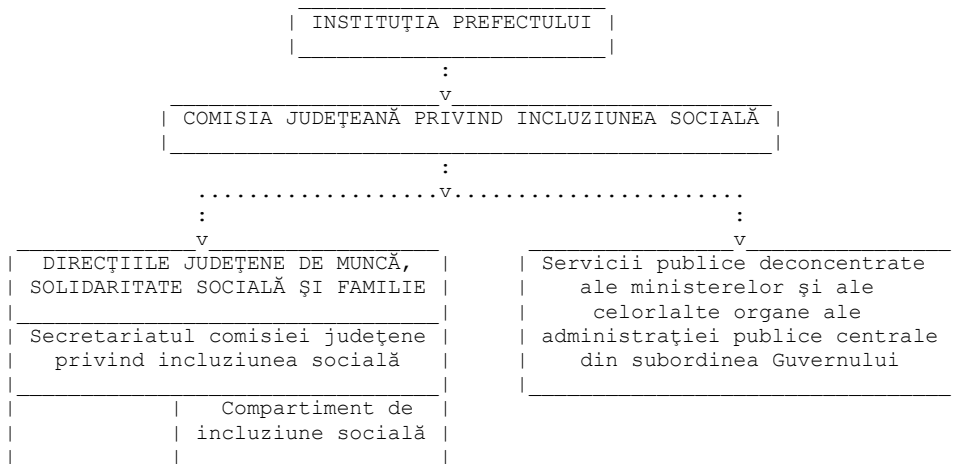 INSTITUŢIA PREFECTULUI
COMISIA JUDEŢEANĂ PRIVIND INCLUZIUNEA SOCIALĂ
DIRECŢIILE JUDEŢENE DE MUNCĂ,
SOLIDARITATE SOCIALĂ ŞI FAMILIE
Secretariatul comisiei judeţene
privind incluziunea socială
Compartiment de
incluziune socială
Servicii publice deconcentrate
ale ministerelor şi ale
celorlalte organe ale
administraţiei publice centrale
din subordinea Guvernului